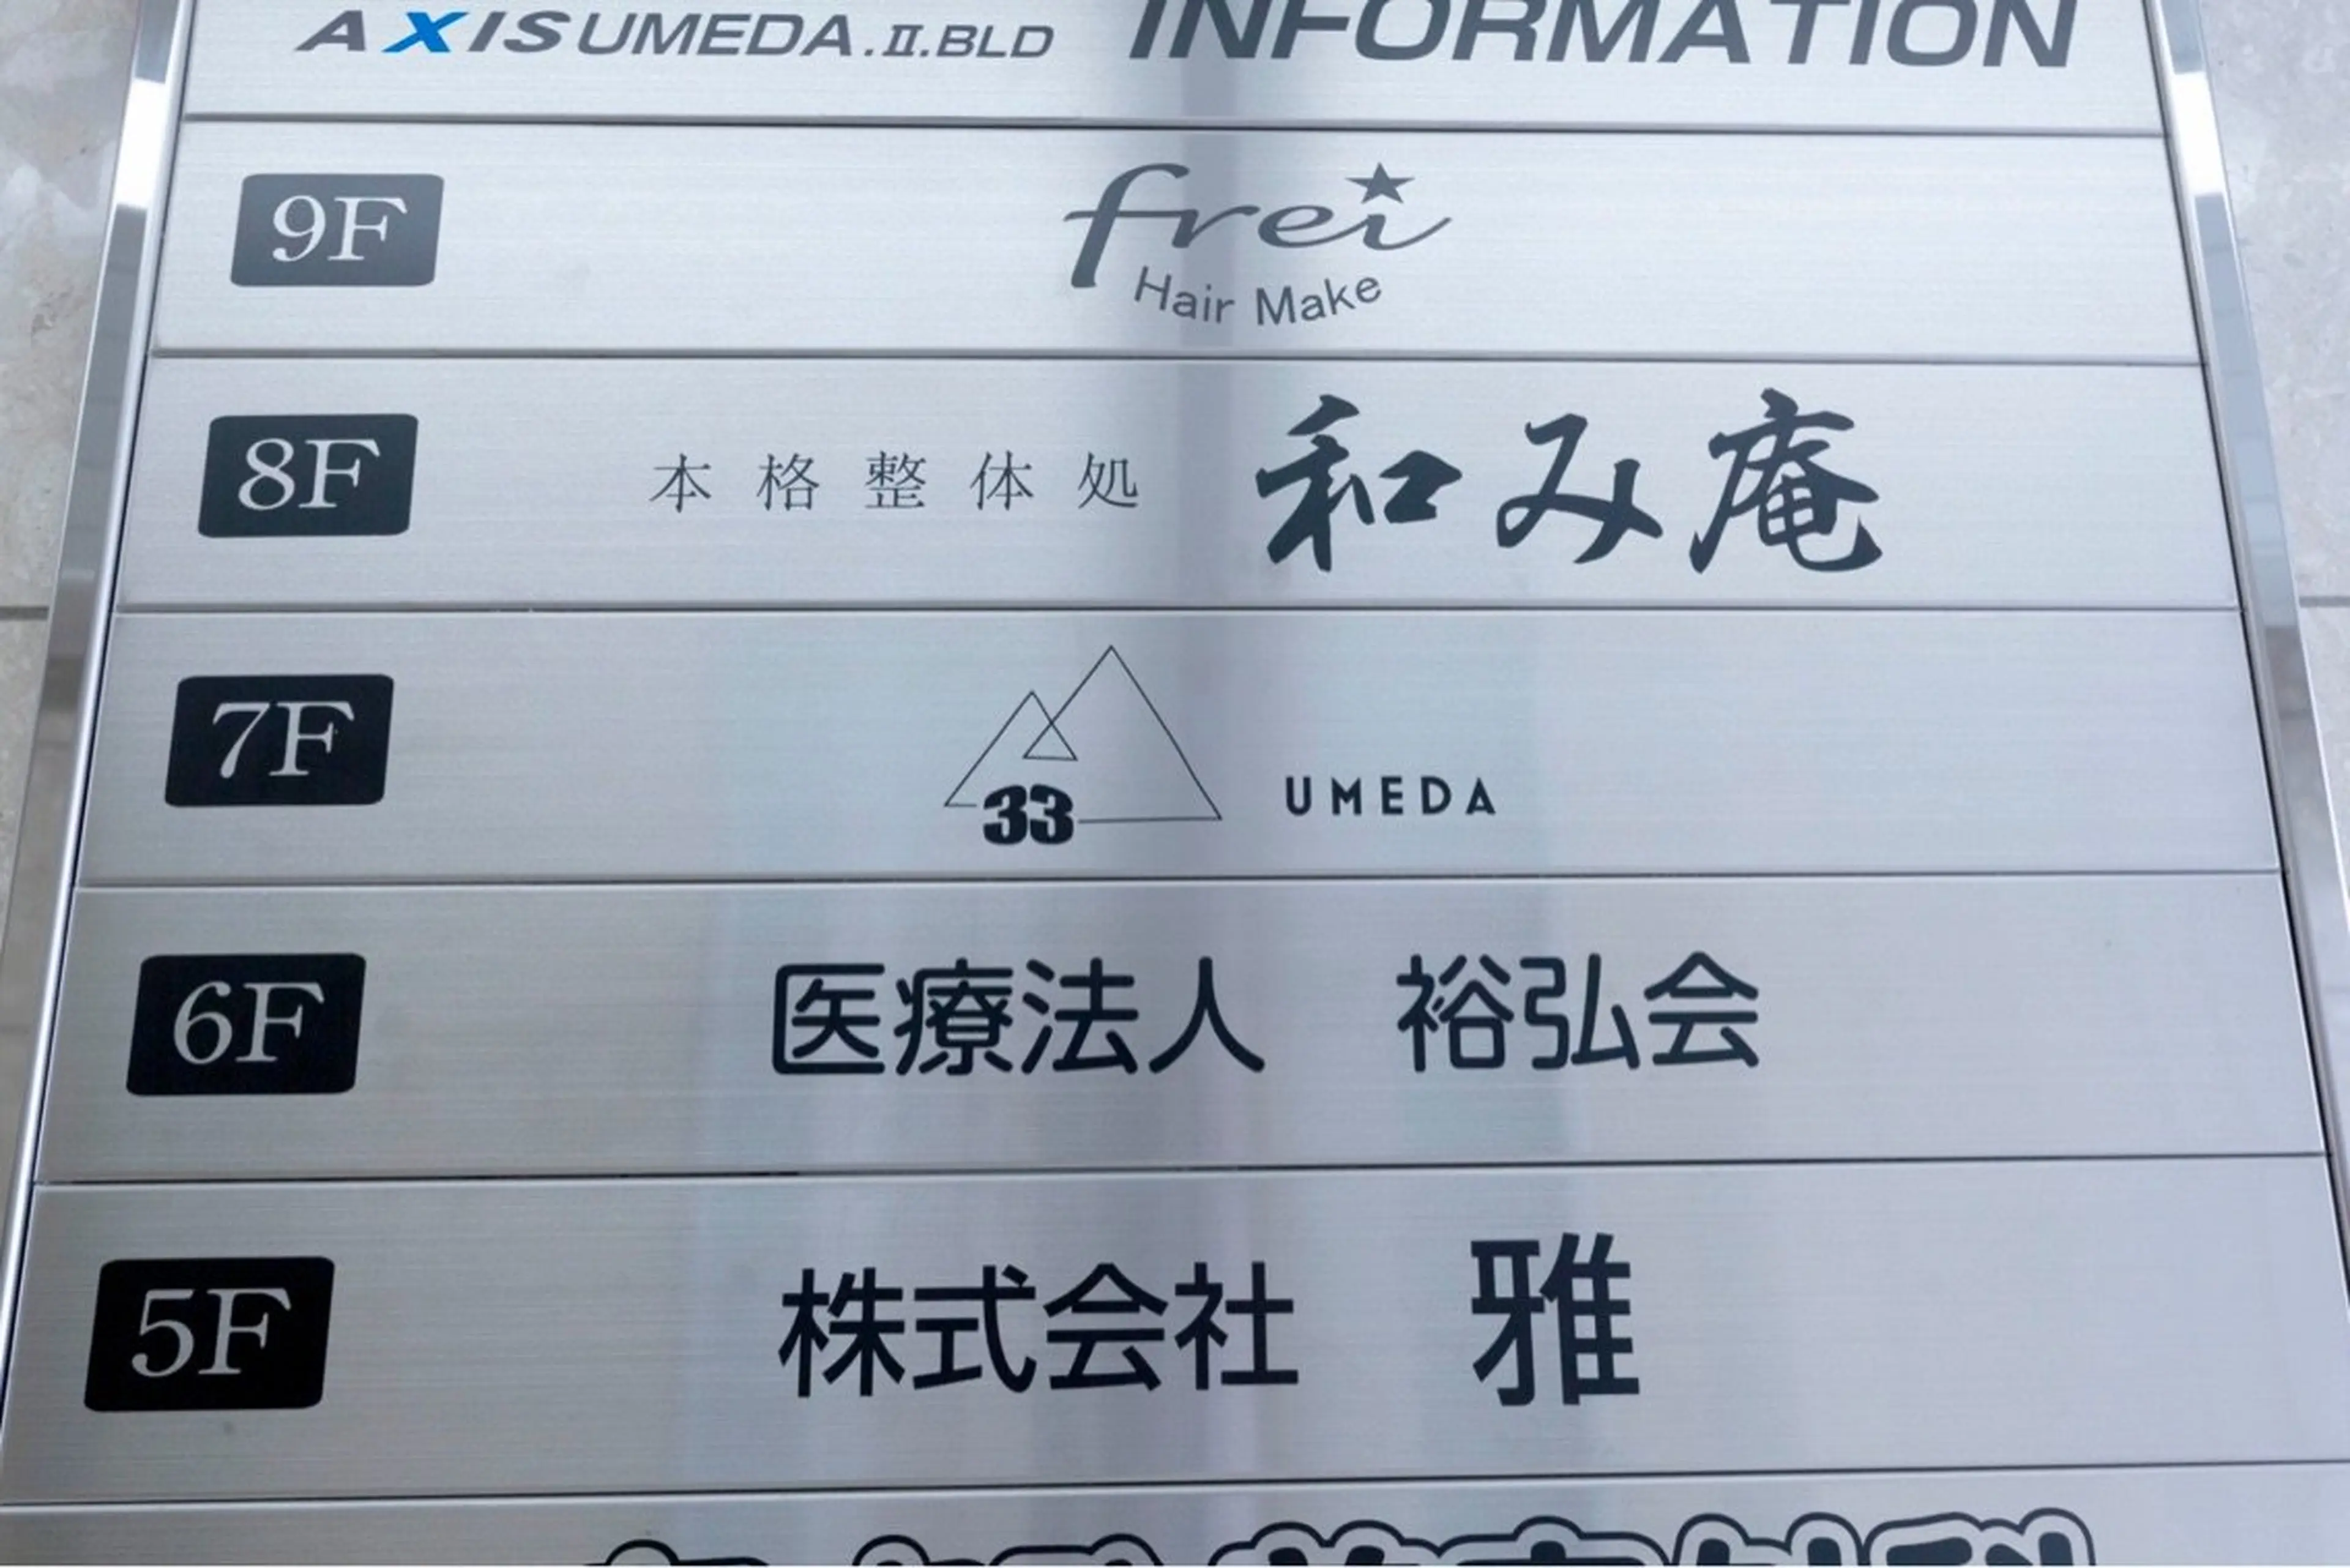 AXISUMEDA.Ⅱ.BLD INFORMATION
9F frei
Hair Make
8F 本格整体処 和み庵
7F 33 UMEDA
6F 医療法人 裕弘会
5F 株式会社 雅